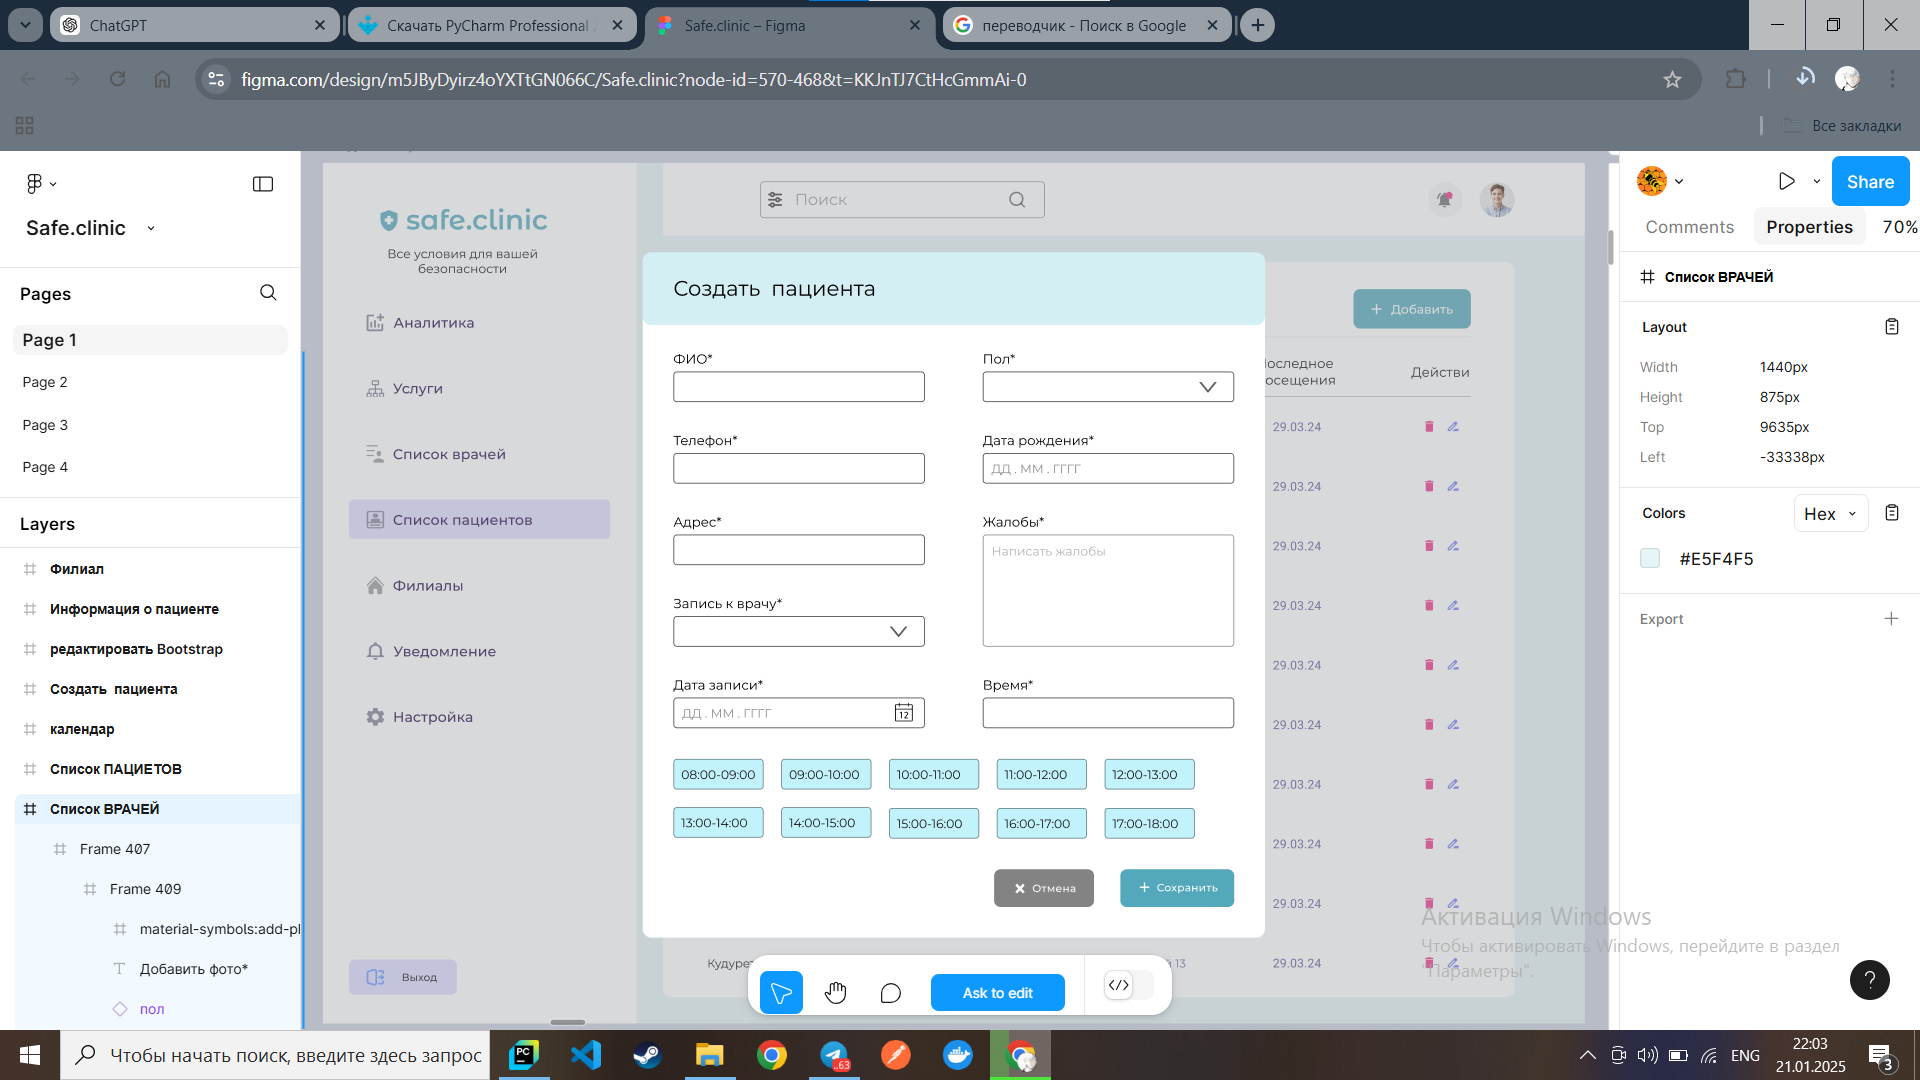 ChatGPT
Скачать PyCharm Professional
Safe.clinic – Figma
переводчик - Поиск в Google
figma.com/design/m5JByDyirz4oYXTtGN066C/Safe.clinic?node-id=570-468&t=KKJnTJ7CtHcGmmAi-0
Все закладки
Safe.clinic
Pages
Page 1
Page 2
Page 3
Page 4
Layers
Филиал
Информация о пациенте
редактировать Bootstrap
Создать пациента
календар
Список ПАЦИЕТОВ
Список ВРАЧЕЙ
Frame 407
Frame 409
material-symbols:add-pl
Добавить фото*
пол
safe.clinic
Все условия для вашей
безопасности
Аналитика
Услуги
Список врачей
Список пациентов
Филиалы
Уведомление
Настройка
Выход
Поиск
Добавить
Последное
посещения
Действи
29.03.24
29.03.24
29.03.24
29.03.24
29.03.24
29.03.24
29.03.24
29.03.24
29.03.24
29.03.24
Создать пациента
ФИО*
Пол*
Телефон*
Дата рождения*
ДД . ММ . ГГГГ
Адрес*
Жалобы*
Написать жалобы
Запись к врачу*
Дата записи*
ДД . ММ . ГГГГ
12
Время*
08:00-09:00
09:00-10:00
10:00-11:00
11:00-12:00
12:00-13:00
13:00-14:00
14:00-15:00
15:00-16:00
16:00-17:00
17:00-18:00
Отмена
Сохранить
Кудурет
13
Ask to edit
Share
Comments
Properties
70%
Список ВРАЧЕЙ
Layout
Width 1440px
Height 875px
Top 9635px
Left -33338px
Colors
Hex
#E5F4F5
Export
Активация Windows
Чтобы активировать Windows, перейдите в раздел
"Параметры".
?
Чтобы начать поиск, введите здесь запрос
PC
..63
ENG
22:03
21.01.2025
3